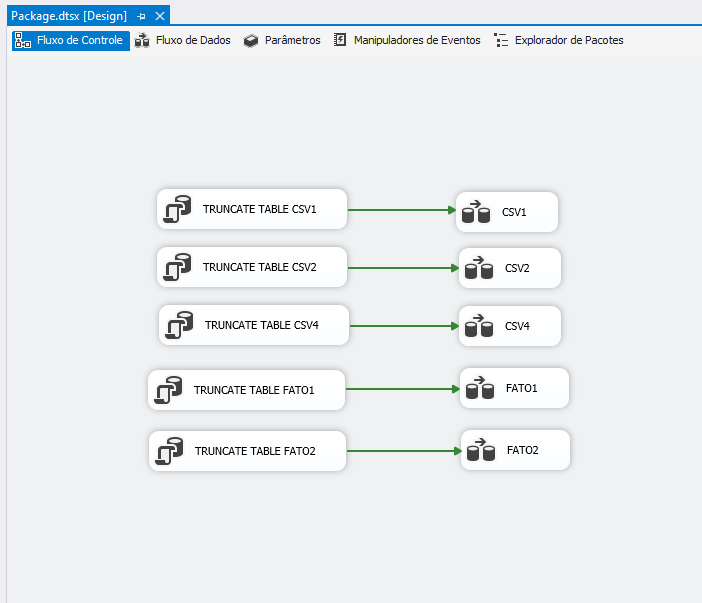 Package.dtsx [Design]
Fluxo de Controle Fluxo de Dados Parâmetros Manipuladores de Eventos Explorador de Pacotes
TRUNCATE TABLE CSV1 CSV1
TRUNCATE TABLE CSV2 CSV2
TRUNCATE TABLE CSV4 CSV4
TRUNCATE TABLE FATO1 FATO1
TRUNCATE TABLE FATO2 FATO2